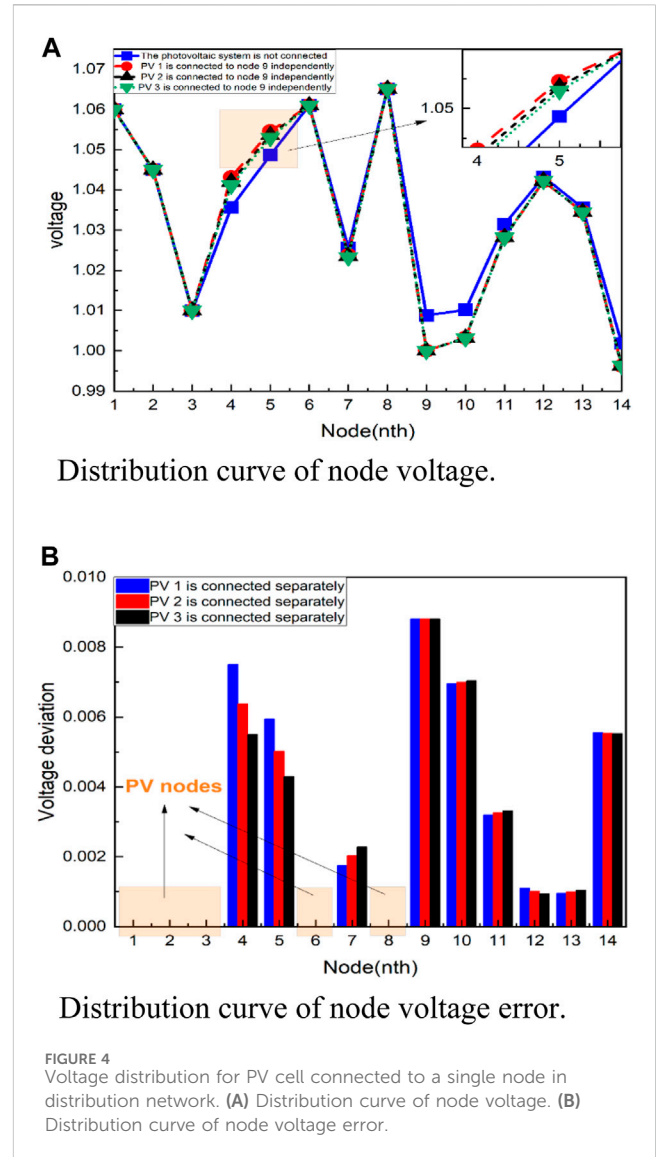 A
The photovoltaic system is not connected
PV 1 is connected to node 9 independently
PV 2 is connected to node 9 independently
PV 3 is connected to node 9 independently
1.07
1.06
1.05
1.04
1.03
1.02
1.01
1.00
0.99
voltage
1.05
4
5
1 2 3 4 5 6 7 8 9 10 11 12 13 14
Node(nth)
Distribution curve of node voltage.
B
PV 1 is connected separately
PV 2 is connected separately
PV 3 is connected separately
0.010
0.008
0.006
0.004
0.002
0.000
Voltage deviation
PV nodes
1 2 3 4 5 6 7 8 9 10 11 12 13 14
Node(nth)
Distribution curve of node voltage error.
FIGURE 4
Voltage distribution for PV cell connected to a single node in
distribution network. (A) Distribution curve of node voltage. (B)
Distribution curve of node voltage error.